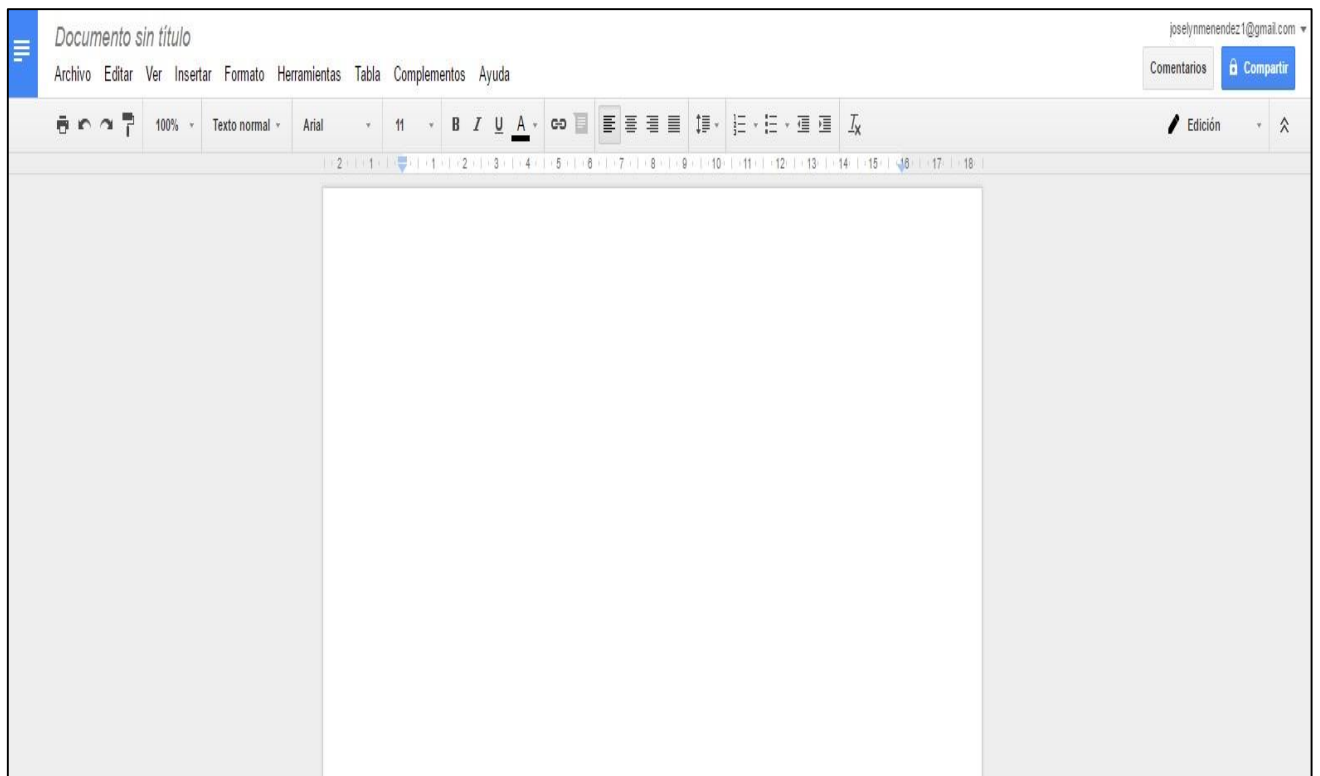 Documento sin título
joselynmenendez1@gmail.com
Archivo Editar Ver Insertar Formato Herramientas Tabla Complementos Ayuda
Comentarios Compartir
100% Texto normal Arial 11 B I U A Edición
2 1 1 2 3 4 5 6 7 8 9 10 11 12 13 14 15 16 17 18